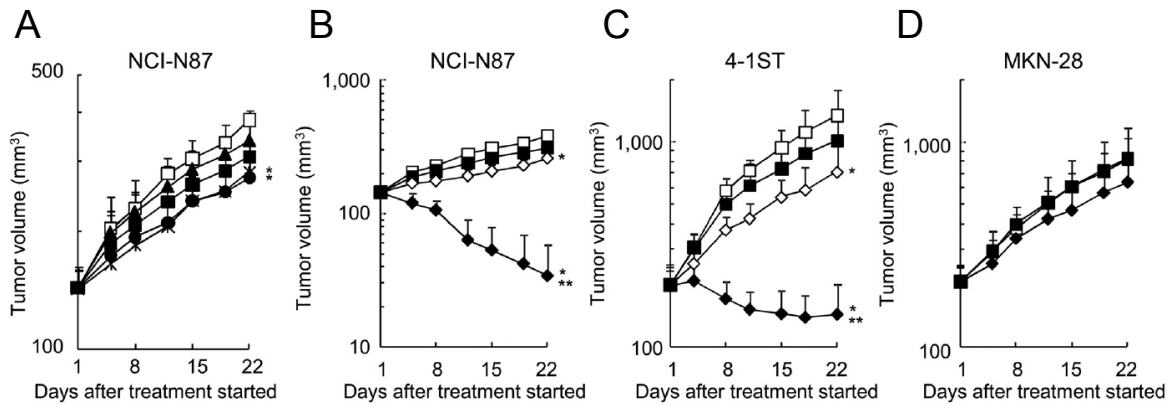 A
NCI-N87
500
100
Tumor volume (mm³)
1 8 15 22
Days after treatment started
*
*
B
NCI-N87
1,000
100
10
Tumor volume (mm³)
1 8 15 22
Days after treatment started
*
*
**
C
4-1ST
1,000
100
Tumor volume (mm³)
1 8 15 22
Days after treatment started
*
*
**
D
MKN-28
1,000
100
Tumor volume (mm³)
1 8 15 22
Days after treatment started